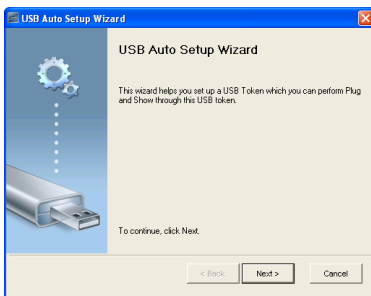 USB Auto Setup Wizard
USB Auto Setup Wizard
This wizard helps you set up a USB Token which you can perform Plug
and Show through this USB token.
To continue, click Next.
< Back
Next >
Cancel